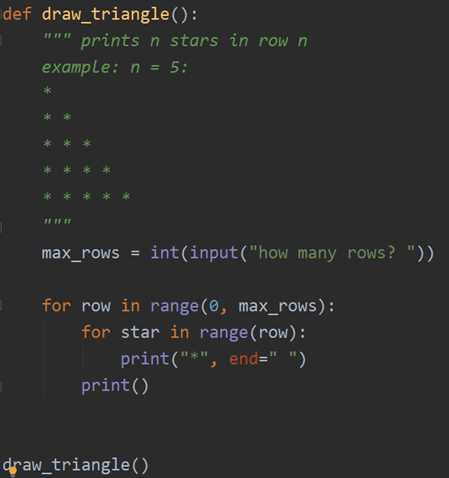 def draw_triangle():
    """ prints n stars in row n
    example: n = 5:
    *
    * *
    * * *
    * * * *
    * * * * *
    """
    max_rows = int(input("how many rows? "))
    for row in range(0, max_rows):
        for star in range(row):
            print("*", end=" ")
        print()
draw_triangle()